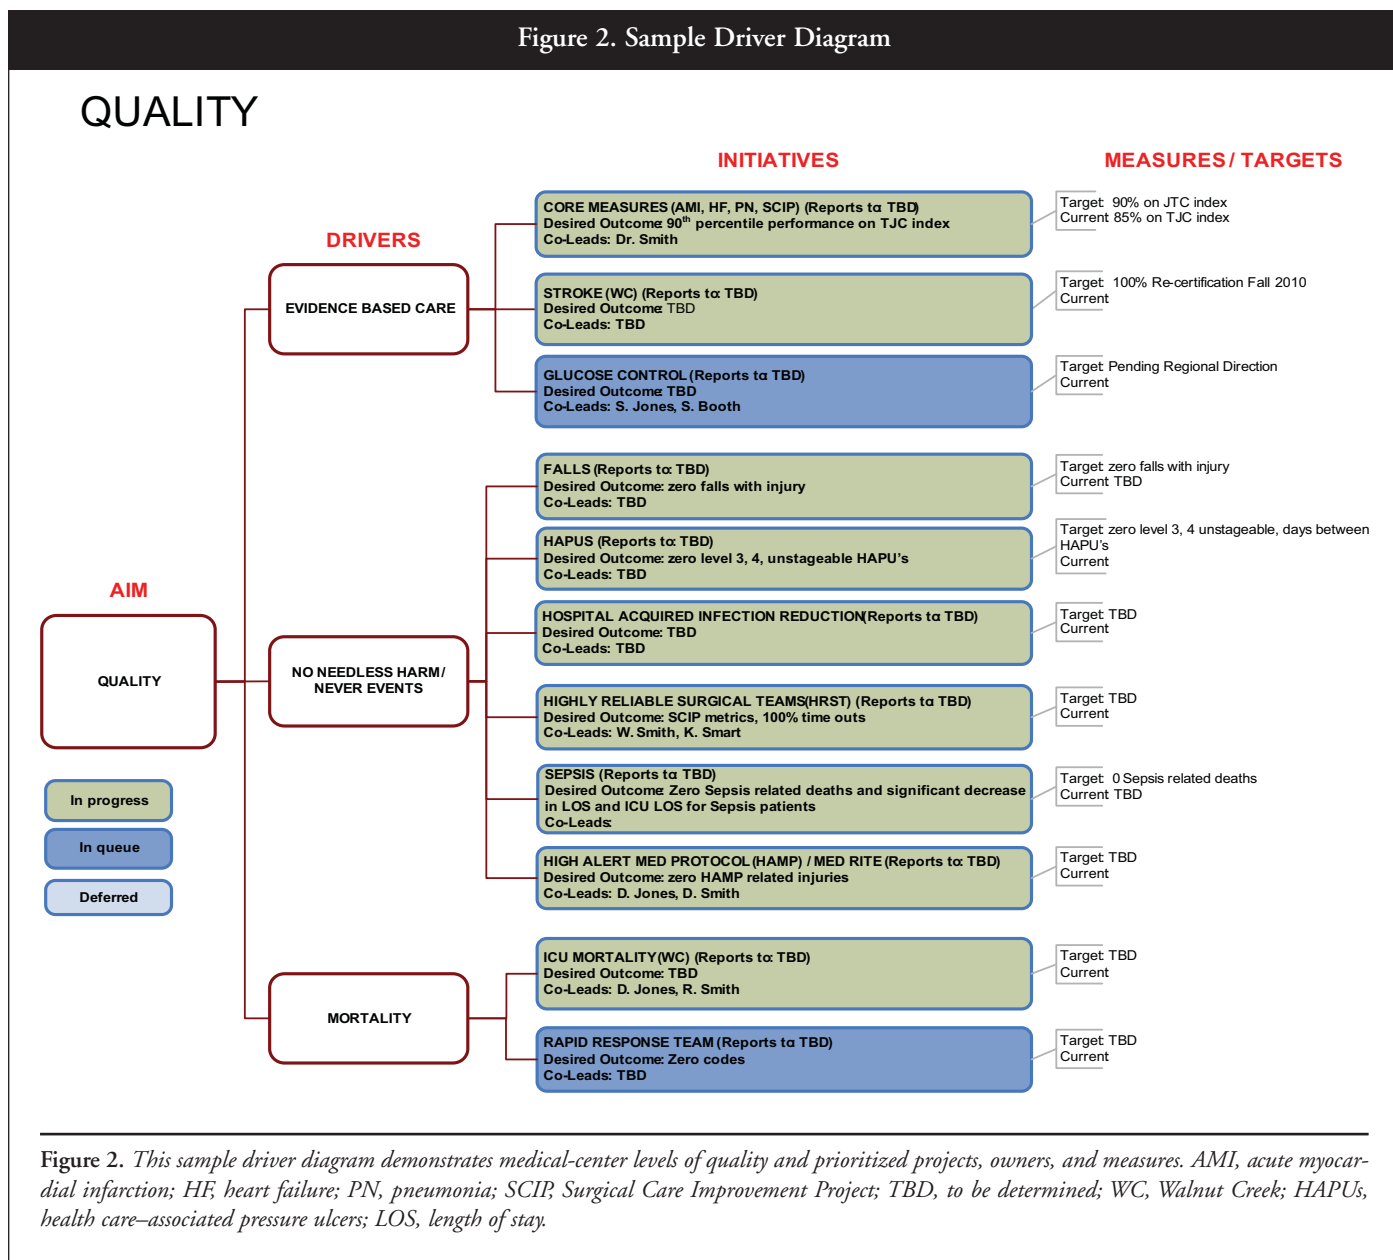 Figure 2. Sample Driver Diagram
QUALITY
INITIATIVES
MEASURES / TARGETS
DRIVERS
AIM
QUALITY
In progress
In queue
Deferred
EVIDENCE BASED CARE
CORE MEASURES (AMI, HF, PN, SCIP) (Reports to: TBD)
Desired Outcome: 90th percentile performance on TJC index
Co-Leads: Dr. Smith
Target: 90% on JTC index
Current 85% on TJC index
STROKE (WC) (Reports to: TBD)
Desired Outcome: TBD
Co-Leads: TBD
Target: 100% Re-certification Fall 2010
Current
GLUCOSE CONTROL (Reports to: TBD)
Desired Outcome: TBD
Co-Leads: S. Jones, S. Booth
Target: Pending Regional Direction
Current
NO NEEDLESS HARM/
NEVER EVENTS
FALLS (Reports to: TBD)
Desired Outcome: zero falls with injury
Co-Leads: TBD
Target: zero falls with injury
Current TBD
HAPUS (Reports to: TBD)
Desired Outcome: zero level 3, 4, unstageable HAPU's
Co-Leads: TBD
Target: zero level 3, 4 unstageable, days between
HAPU's
Current
HOSPITAL ACQUIRED INFECTION REDUCTION (Reports to: TBD)
Desired Outcome: TBD
Co-Leads: TBD
Target: TBD
Current
HIGHLY RELIABLE SURGICAL TEAMS (HRST) (Reports to: TBD)
Desired Outcome: SCIP metrics, 100% time outs
Co-Leads: W. Smith, K. Smart
Target: TBD
Current
SEPSIS (Reports to: TBD)
Desired Outcome: Zero Sepsis related deaths and significant decrease
in LOS and ICU LOS for Sepsis patients
Co-Leads:
Target: 0 Sepsis related deaths
Current TBD
HIGH ALERT MED PROTOCOL (HAMP) / MED RITE (Reports to: TBD)
Desired Outcome: zero HAMP related injuries
Co-Leads: D. Jones, D. Smith
Target: TBD
Current
MORTALITY
ICU MORTALITY (WC) (Reports to: TBD)
Desired Outcome: TBD
Co-Leads: D. Jones, R. Smith
Target: TBD
Current
RAPID RESPONSE TEAM (Reports to: TBD)
Desired Outcome: Zero codes
Co-Leads: TBD
Target: TBD
Current
Figure 2. This sample driver diagram demonstrates medical-center levels of quality and prioritized projects, owners, and measures. AMI, acute myocar-
dial infarction; HF, heart failure; PN, pneumonia; SCIP, Surgical Care Improvement Project; TBD, to be determined; WC, Walnut Creek; HAPUs,
health care–associated pressure ulcers; LOS, length of stay.